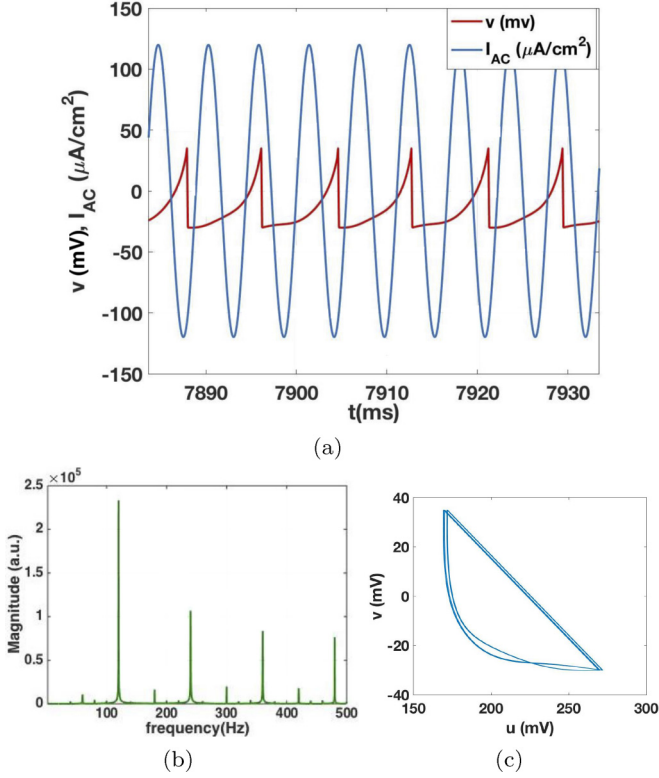 150
100
50
0
-50
-100
-150
v (mV), I_AC (μA/cm²)
v (mv)
I_AC (μA/cm²)
7890 7900 7910 7920 7930
t(ms)
(a)
×10⁵
2.5
2
1.5
1
0.5
0
Magnitude (a.u.)
100 200 300 400 500
frequency(Hz)
(b)
40
20
0
-20
-40
v (mV)
150 200 250 300
u (mV)
(c)